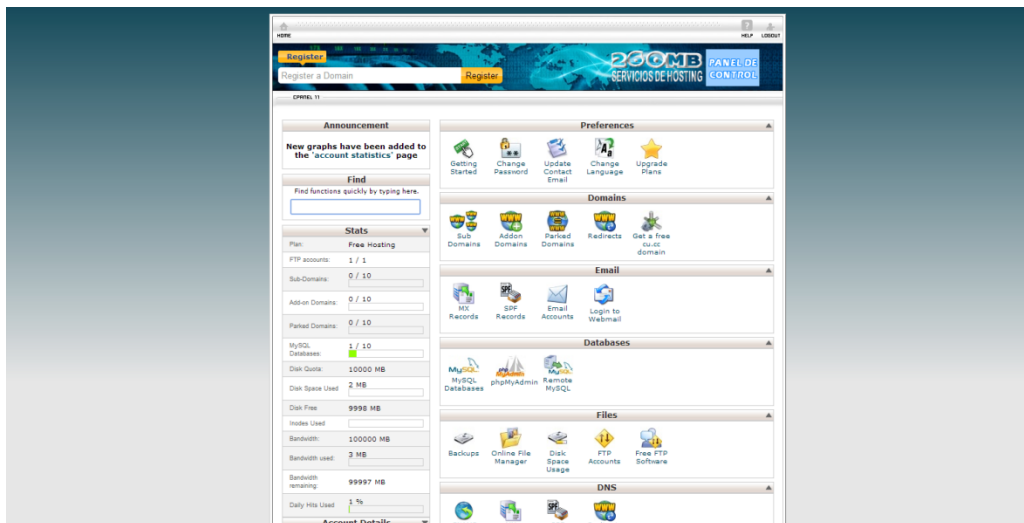 HOME
HELP
LOGOUT
Register
Register a Domain
Register
260MB
SERVICIOS DE HOSTING
PANEL DE
CONTROL
CPANEL 11
Announcement
New graphs have been added to
the 'account statistics' page
Find
Find functions quickly by typing here.
Stats
Plan: Free Hosting
FTP accounts: 1 / 1
Sub-Domains: 0 / 10
Add-on Domains: 0 / 10
Parked Domains: 0 / 10
MySQL
Databases:
1 / 10
Disk Quota: 10000 MB
Disk Space Used 2 MB
Disk Free 9998 MB
Inodes Used
Bandwidth: 100000 MB
Bandwidth used: 3 MB
Bandwidth
remaining:
99997 MB
Daily Hits Used 1 %
Account Details
Preferences
Getting
Started
Change
Password
Update
Contact
Email
Change
Language
Upgrade
Plans
Domains
Sub
Domains
Addon
Domains
Parked
Domains
Redirects
Get a free
cu.cc
domain
Email
MX
Records
SPF
Records
Email
Accounts
Login to
Webmail
Databases
MySQL
Databases
phpMyAdmin
Remote
MySQL
Files
Backups
Online File
Manager
Disk
Space
Usage
FTP
Accounts
Free FTP
Software
DNS